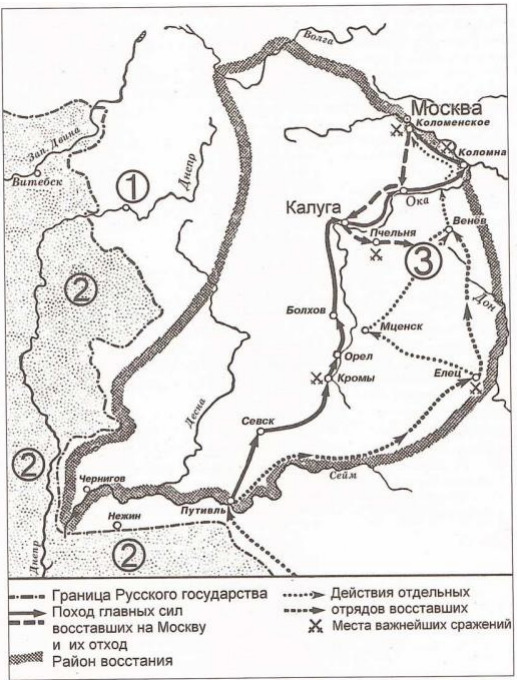 Волга
Москва
Коломенское
Зап. Двина
Коломна
Витебск
1
Днепр
Ока
Калуга
Пчельня
Венёв
3
2
Дон
Болхов
Мценск
Орел
Кромы
Елец
Десна
Севск
2
Сейм
Чернигов
Путивль
Нежин
2
Днепр
Граница Русского государства
Поход главных сил
восставших на Москву
и их отход
Район восстания
Действия отдельных
отрядов восставших
Места важнейших сражений